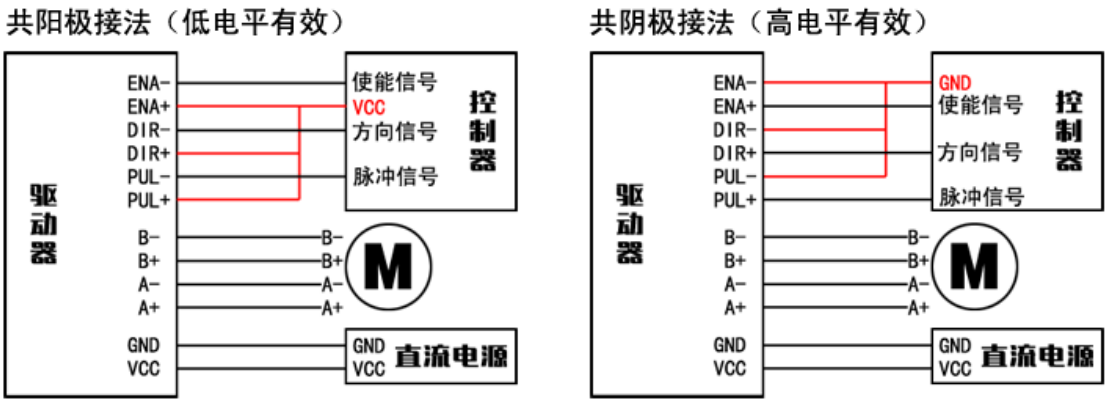 共阳极接法（低电平有效）
ENA-
ENA+
DIR-
DIR+
PUL-
PUL+
B-
B+
A-
A+
GND
VCC
驱动器
使能信号
VCC
方向信号
脉冲信号
控制器
B-
B+
A-
A+
M
GND
VCC
直流电源
共阴极接法（高电平有效）
ENA-
ENA+
DIR-
DIR+
PUL-
PUL+
B-
B+
A-
A+
GND
VCC
驱动器
GND
使能信号
方向信号
脉冲信号
控制器
B-
B+
A-
A+
M
GND
VCC
直流电源